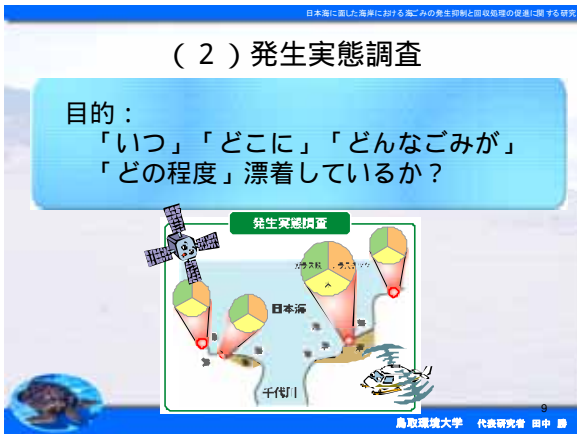 日本海に面した海岸における海ごみの発生抑制と回収処理の促進に関する研究
(2)発生実態調査
目的:
「いつ」「どこに」「どんなごみが」
「どの程度」漂着しているか?
発生実態調査
日本海
千代川
9
鳥取環境大学 代表研究者 田中 勝